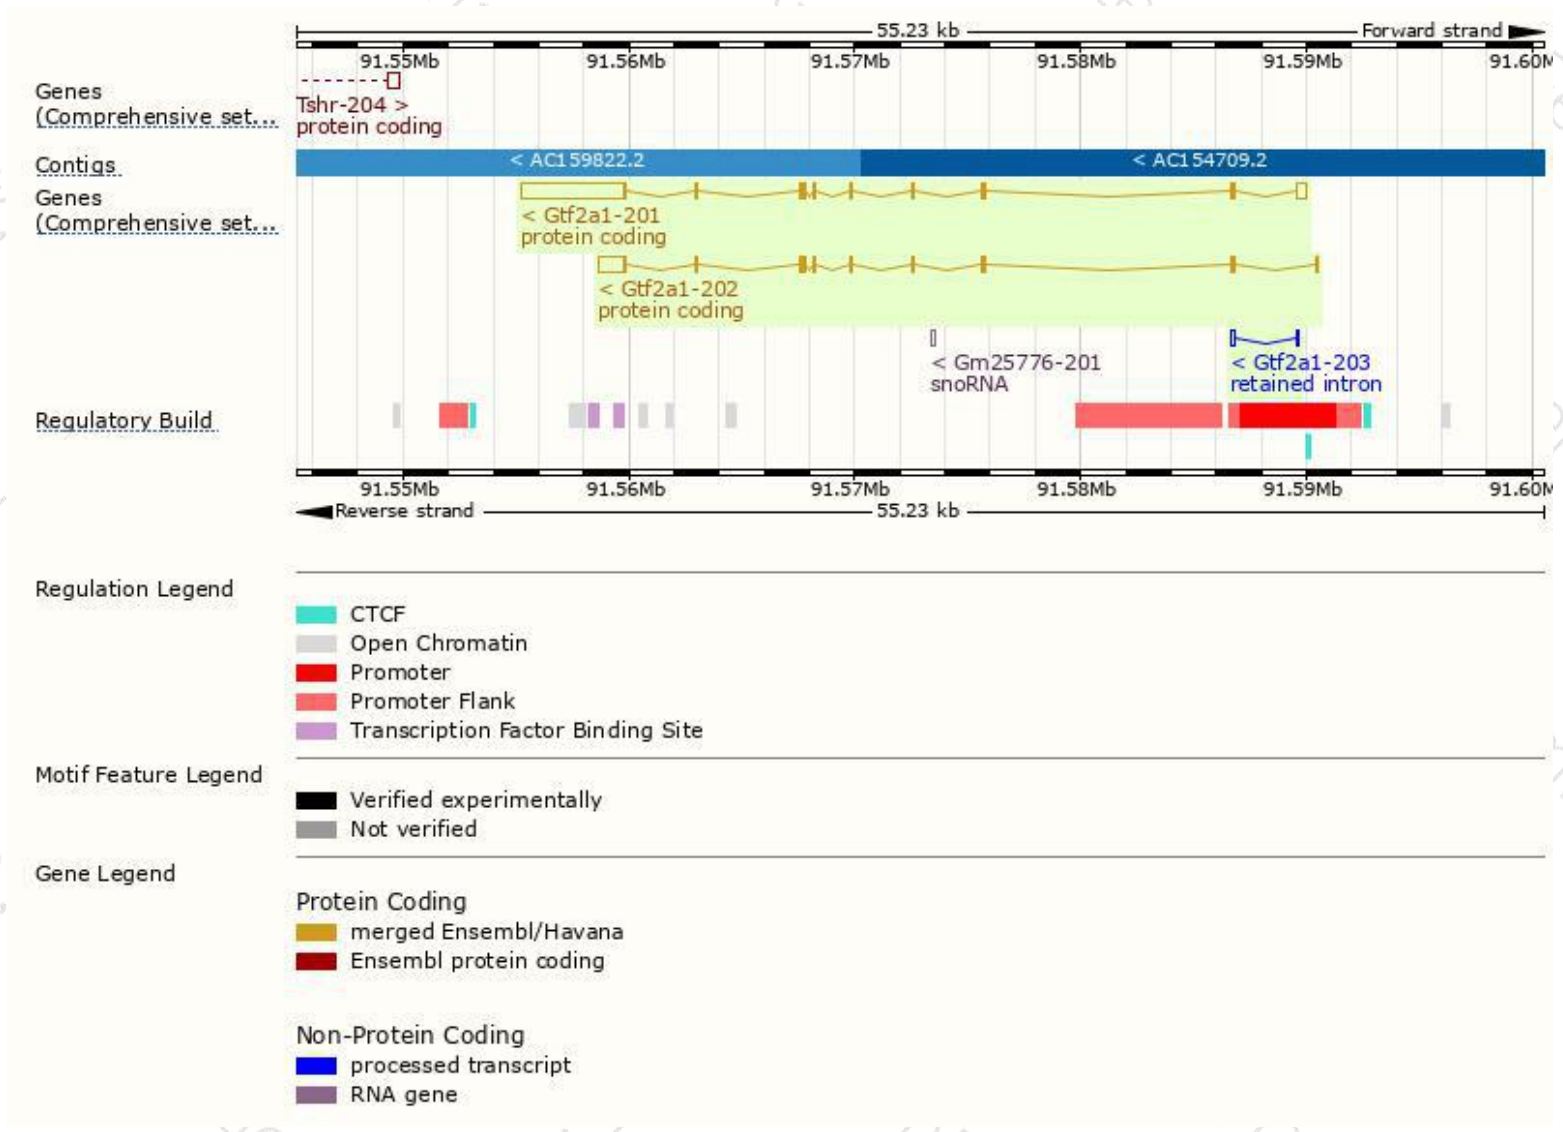 55.23 kb Forward strand
91.55Mb 91.56Mb 91.57Mb 91.58Mb 91.59Mb 91.60M
Genes
(Comprehensive set...
Tshr-204 >
protein coding
Contigs
< AC159822.2 < AC154709.2
Genes
(Comprehensive set...
< Gtf2a1-201
protein coding
< Gtf2a1-202
protein coding
< Gm25776-201
snoRNA
< Gtf2a1-203
retained intron
Regulatory Build
91.55Mb 91.56Mb 91.57Mb 91.58Mb 91.59Mb 91.60M
Reverse strand 55.23 kb
Regulation Legend
CTCF
Open Chromatin
Promoter
Promoter Flank
Transcription Factor Binding Site
Motif Feature Legend
Verified experimentally
Not verified
Gene Legend
Protein Coding
merged Ensembl/Havana
Ensembl protein coding
Non-Protein Coding
processed transcript
RNA gene